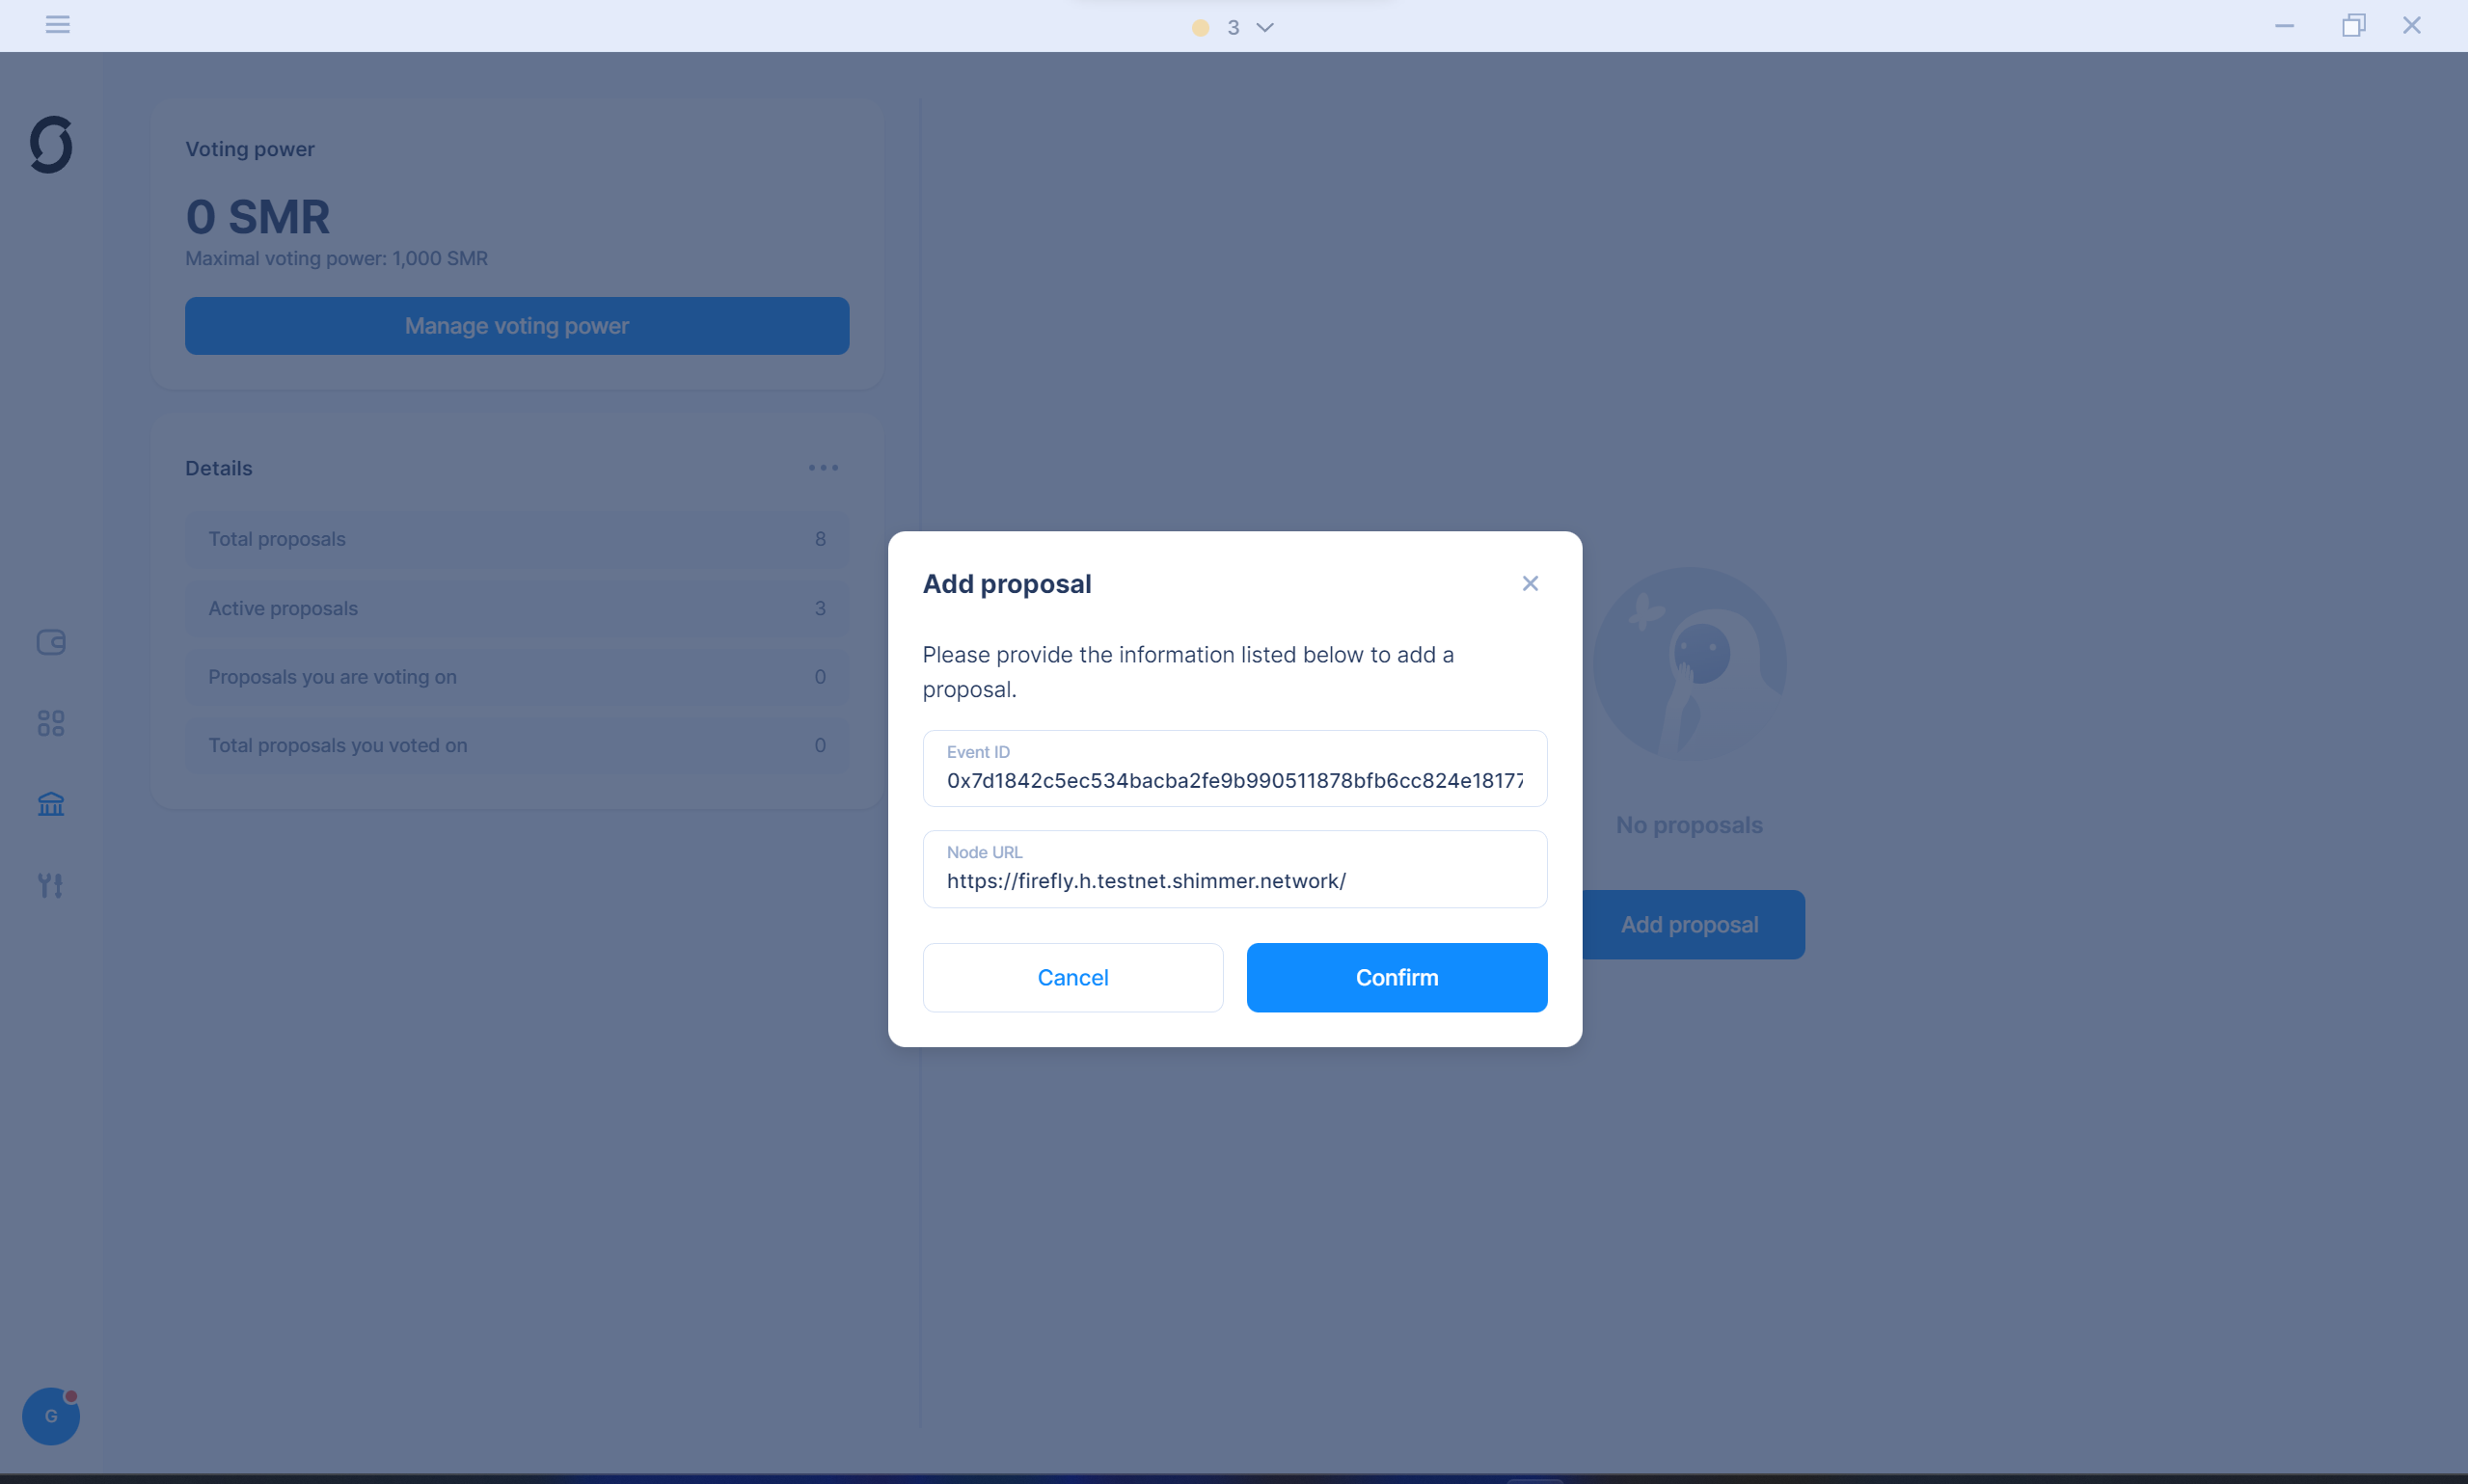 3
Voting power
0 SMR
Maximal voting power: 1,000 SMR
Manage voting power
Details
Total proposals 8
Active proposals 3
Proposals you are voting on 0
Total proposals you voted on 0
Add proposal
Please provide the information listed below to add a
proposal.
Event ID
0x7d1842c5ec534bacba2fe9b990511878bfb6cc824e18177
Node URL
https://firefly.h.testnet.shimmer.network/
Cancel
Confirm
No proposals
Add proposal
G